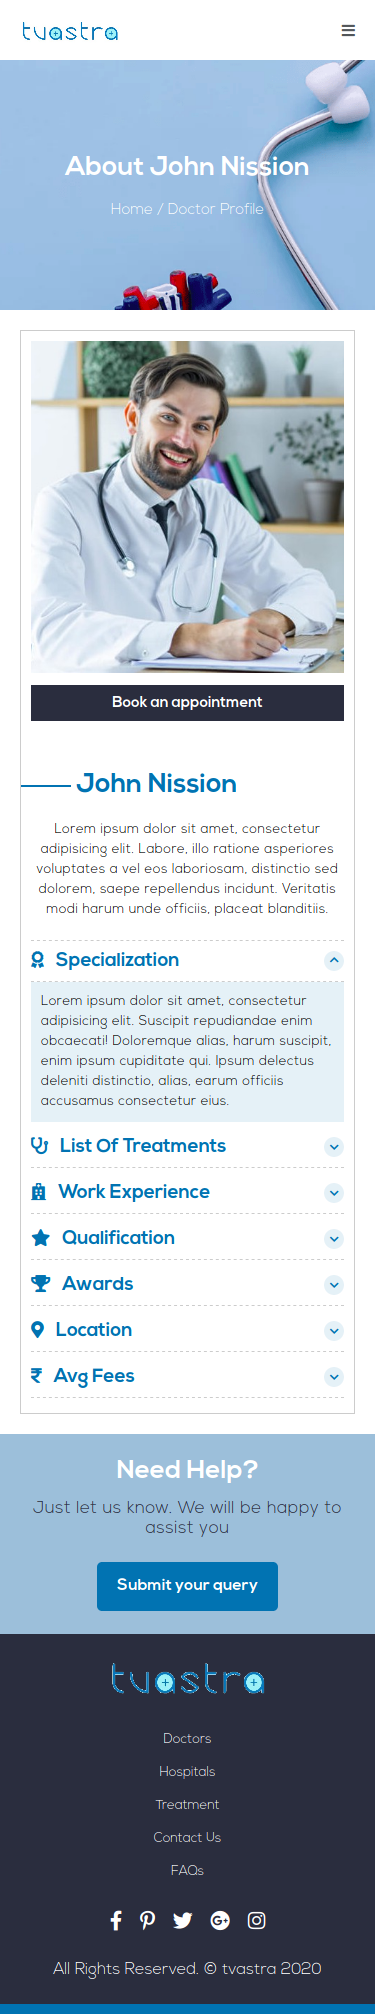 tvastra
About John Nission
Home / Doctor Profile
Book an appointment
John Nission
Lorem ipsum dolor sit amet, consectetur
adipisicing elit. Labore, illo ratione asperiores
voluptates a vel eos laboriosam, distinctio sed
dolorem, saepe repellendus incidunt. Veritatis
modi harum unde officiis, placeat blanditiis.
Specialization
Lorem ipsum dolor sit amet, consectetur
adipisicing elit. Suscipit repudiandae enim
obcaecati! Doloremque alias, harum suscipit,
enim ipsum cupiditate qui. Ipsum delectus
deleniti distinctio, alias, earum officiis
accusamus consectetur eius.
List Of Treatments
Work Experience
Qualification
Awards
Location
₹ Avg Fees
Need Help?
Just let us know. We will be happy to
assist you
Submit your query
tvastra
Doctors
Hospitals
Treatment
Contact Us
FAQs
All Rights Reserved. © tvastra 2020